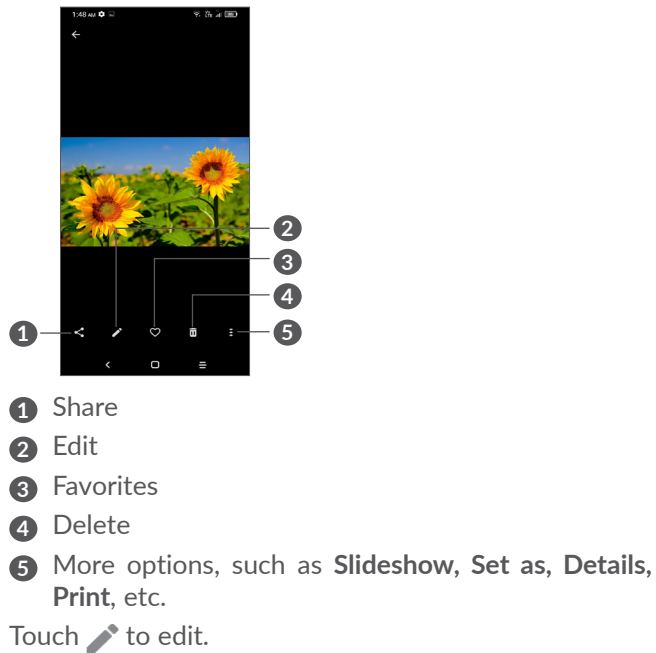 1:48 AM
2
3
4
1
5
1 Share
2 Edit
3 Favorites
4 Delete
5 More options, such as Slideshow, Set as, Details,
Print, etc.
Touch to edit.